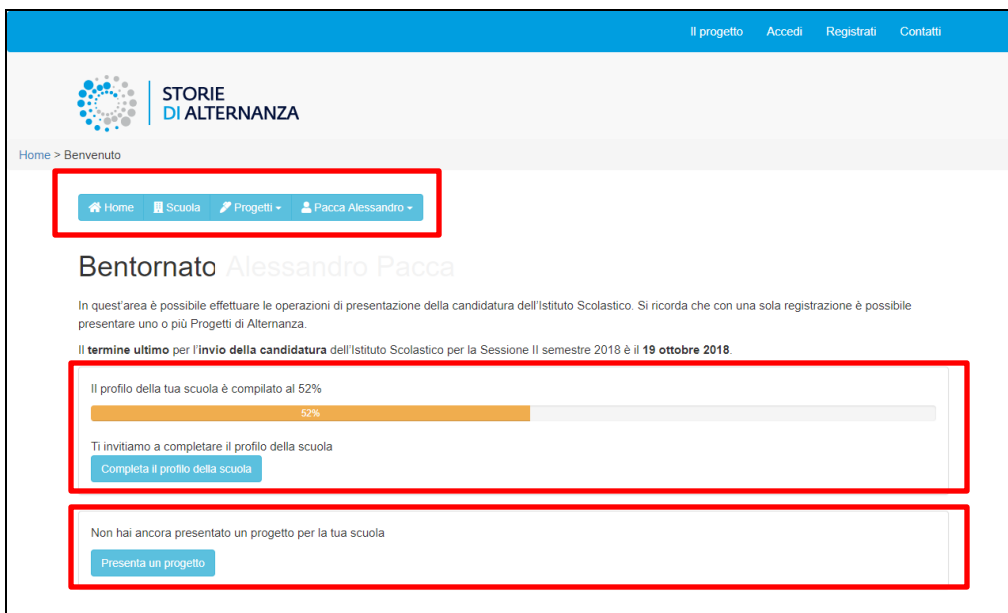 Il progetto Accedi Registrati Contatti
STORIE
DI ALTERNANZA
Home > Benvenuto
Home Scuola Progetti Pacca Alessandro
Bentornato Alessandro Pacca
In quest'area è possibile effettuare le operazioni di presentazione della candidatura dell'Istituto Scolastico. Si ricorda che con una sola registrazione è possibile
presentare uno o più Progetti di Alternanza.
Il termine ultimo per l'invio della candidatura dell'Istituto Scolastico per la Sessione II semestre 2018 è il 19 ottobre 2018.
Il profilo della tua scuola è compilato al 52%
52%
Ti invitiamo a completare il profilo della scuola
Completa il profilo della scuola
Non hai ancora presentato un progetto per la tua scuola
Presenta un progetto